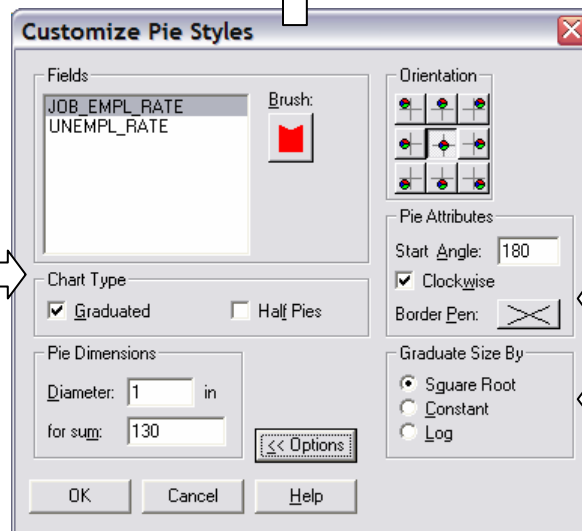 Customize Pie Styles
Fields
JOB_EMPL_RATE
UNEMPL_RATE
Brush:
Orientation
Pie Attributes
Start Angle: 180
Clockwise
Border Pen:
Chart Type
Graduated
Half Pies
Pie Dimensions
Diameter: 1 in
for sum: 130
<< Options
Graduate Size By
Square Root
Constant
Log
OK
Cancel
Help